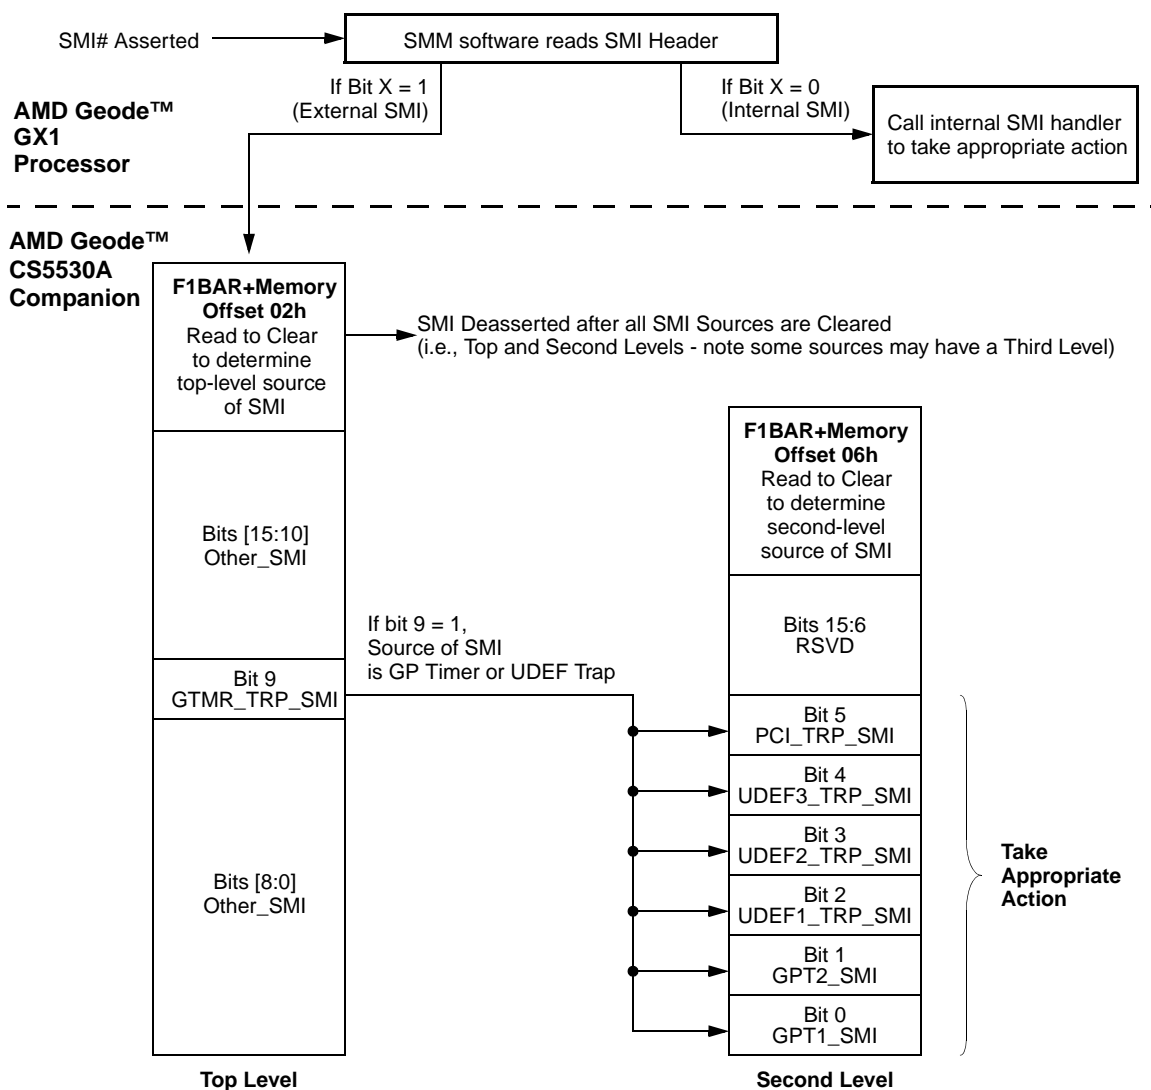 SMI# Asserted
SMM software reads SMI Header
If Bit X = 1
(External SMI)
If Bit X = 0
(Internal SMI)
AMD Geode™
GX1
Processor
Call internal SMI handler
to take appropriate action
AMD Geode™
CS5530A
Companion
F1BAR+Memory
Offset 02h
Read to Clear
to determine
top-level source
of SMI
SMI Deasserted after all SMI Sources are Cleared
(i.e., Top and Second Levels - note some sources may have a Third Level)
F1BAR+Memory
Offset 06h
Read to Clear
to determine
second-level
source of SMI
Bits [15:10]
Other_SMI
If bit 9 = 1,
Source of SMI
is GP Timer or UDEF Trap
Bits 15:6
RSVD
Bit 9
GTMR_TRP_SMI
Bit 5
PCI_TRP_SMI
Bit 4
UDEF3_TRP_SMI
Bit 3
UDEF2_TRP_SMI
Bit 2
UDEF1_TRP_SMI
Bit 1
GPT2_SMI
Bit 0
GPT1_SMI
Bits [8:0]
Other_SMI
Take
Appropriate
Action
Top Level
Second Level